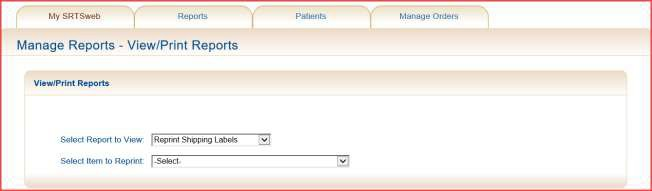 My SRTSweb Reports Patients Manage Orders
Manage Reports - View/Print Reports
View/Print Reports
Select Report to View: Reprint Shipping Labels
Select Item to Reprint: -Select-